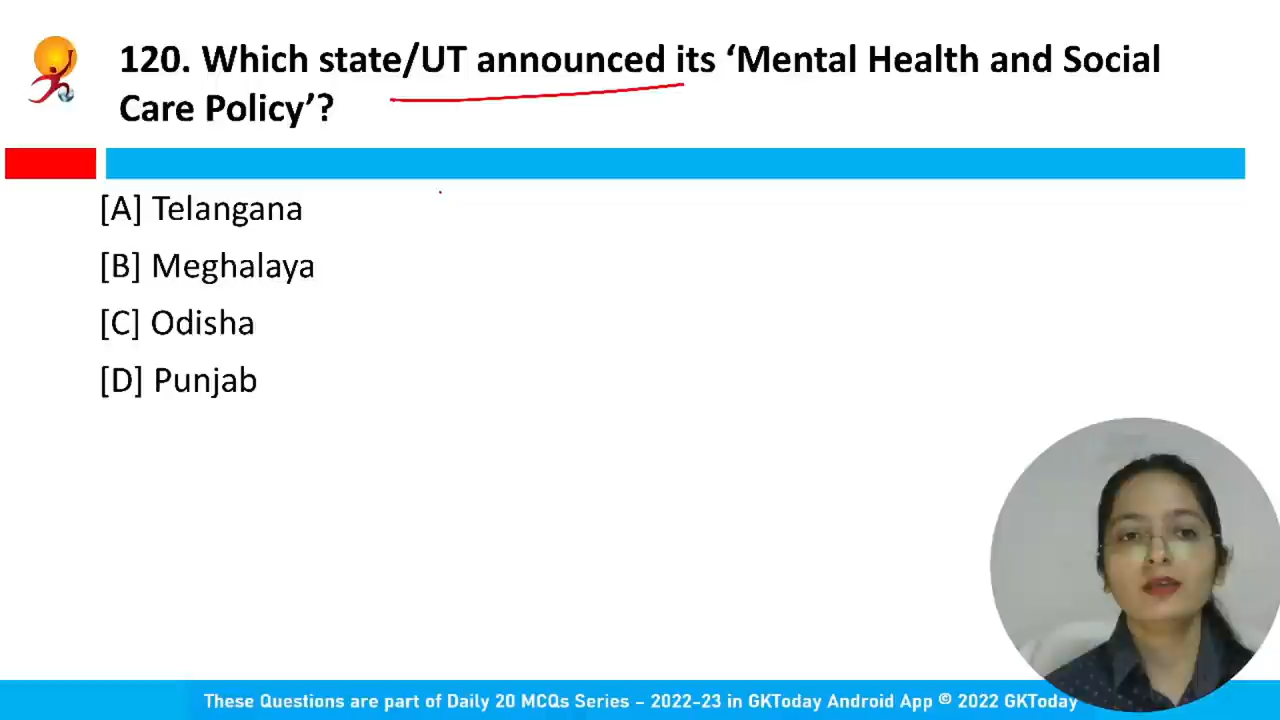 120. Which state/UT announced its ‘Mental Health and Social
Care Policy’?
[A] Telangana
[B] Meghalaya
[C] Odisha
[D] Punjab
These Questions are part of Daily 20 MCQs Series – 2022-23 in GKToday Android App © 2022 GKToday